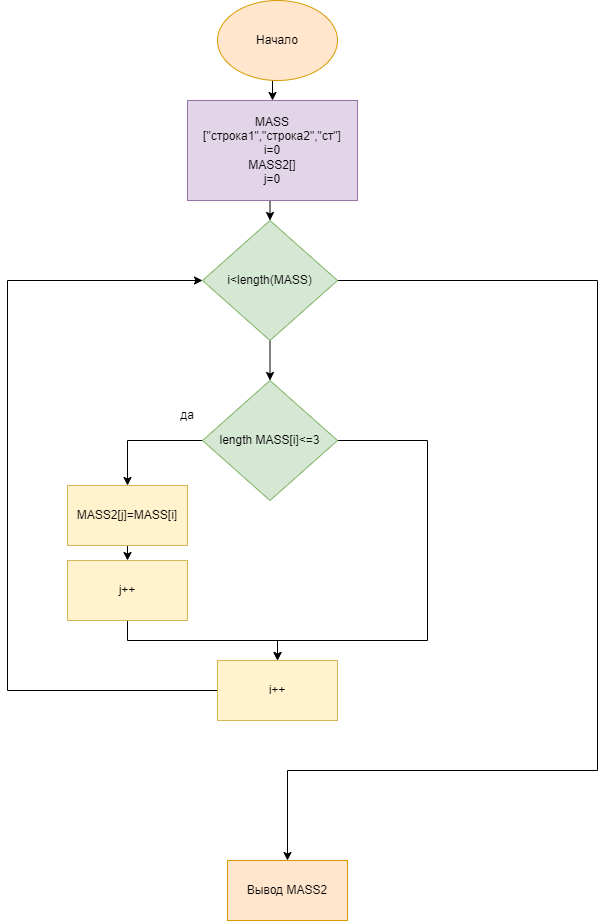 Начало
MASS
["строка1","строка2","ст"]
i=0
MASS2[]
j=0
i<length(MASS)
да
length MASS[i]<=3
MASS2[j]=MASS[i]
j++
i++
Вывод MASS2